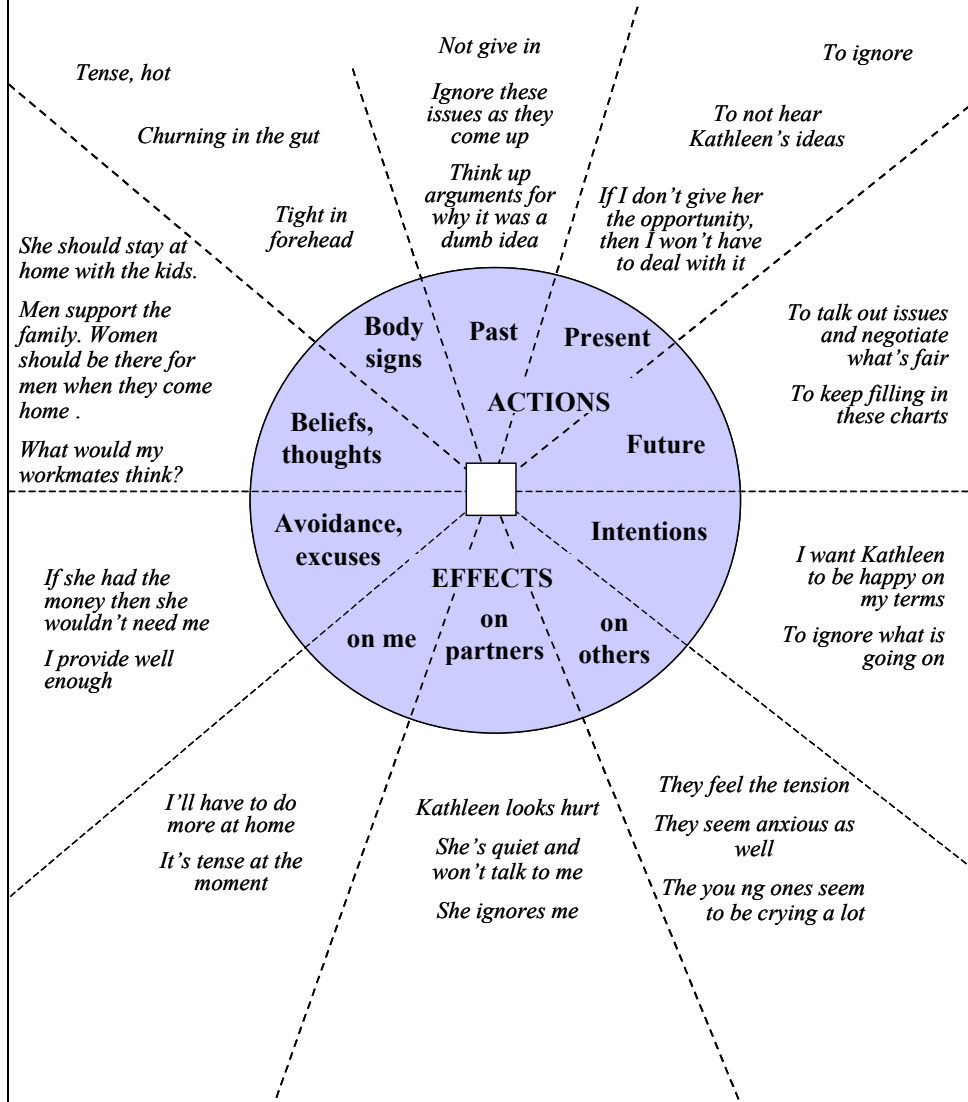 Tense, hot
Churning in the gut
Tight in
forehead
Not give in
Ignore these
issues as they
come up
Think up
arguments for
why it was a
dumb idea
To ignore
To not hear
Kathleen’s ideas
If I don’t give her
the opportunity,
then I won’t have
to deal with it
She should stay at
home with the kids.
Men support the
family. Women
should be there for
men when they come
home .
What would my
workmates think?
To talk out issues
and negotiate
what’s fair
To keep filling in
these charts
Body
signs
Past
Present
ACTIONS
Beliefs,
thoughts
Future
Avoidance,
excuses
Intentions
EFFECTS
on me
on
partners
on
others
If she had the
money then she
wouldn’t need me
I provide well
enough
I want Kathleen
to be happy on
my terms
To ignore what is
going on
I’ll have to do
more at home
It’s tense at the
moment
Kathleen looks hurt
She’s quiet and
won’t talk to me
She ignores me
They feel the tension
They seem anxious as
well
The you ng ones seem
to be crying a lot